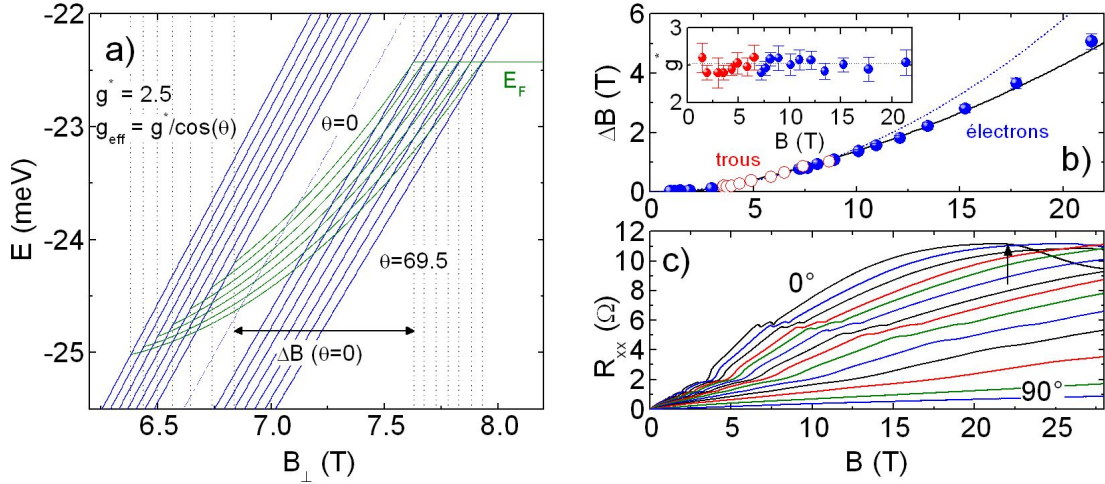 -22
-23
-24
-25
E (meV)
6.5
7.0
7.5
8.0
B⊥ (T)
a)
g* = 2.5
g_eff = g*/cos(θ)
θ=0
E_F
θ=69.5
ΔB (θ=0)
6
4
2
0
ΔB (T)
0
5
10
15
20
b)
3
2
g*
0
5
10
15
20
B (T)
trous
électrons
12
10
8
6
4
2
0
R_xx (Ω)
0
5
10
15
20
25
B (T)
c)
0°
90°